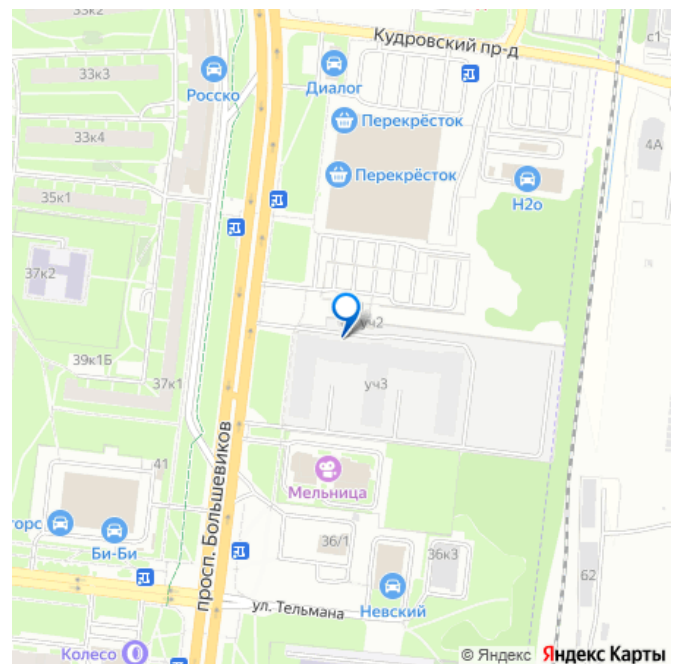 33к2
Кудровский пр-д
с1
33к3
Росско
Диалог
Перекрёсток
33к4
4А
Перекрёсток
35к1
Н2о
37к2
уч2
39к1Б
37к1
уч3
просп. Большевиков
41
Мельница
Би-Би
36/1
36к3
62
ул. Тельмана
Невский
Колесо
© Яндекс Яндекс Карты